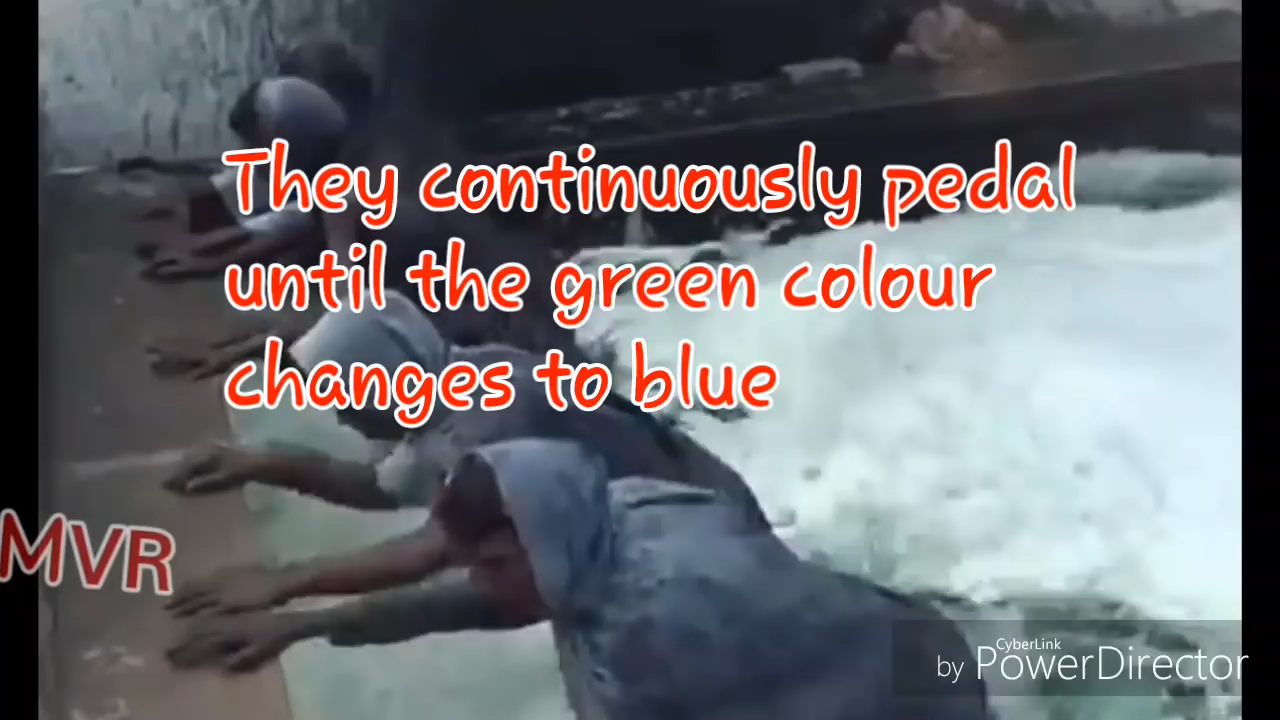 They continuously pedal
until the green colour
changes to blue
MVR
CyberLink
by PowerDirector